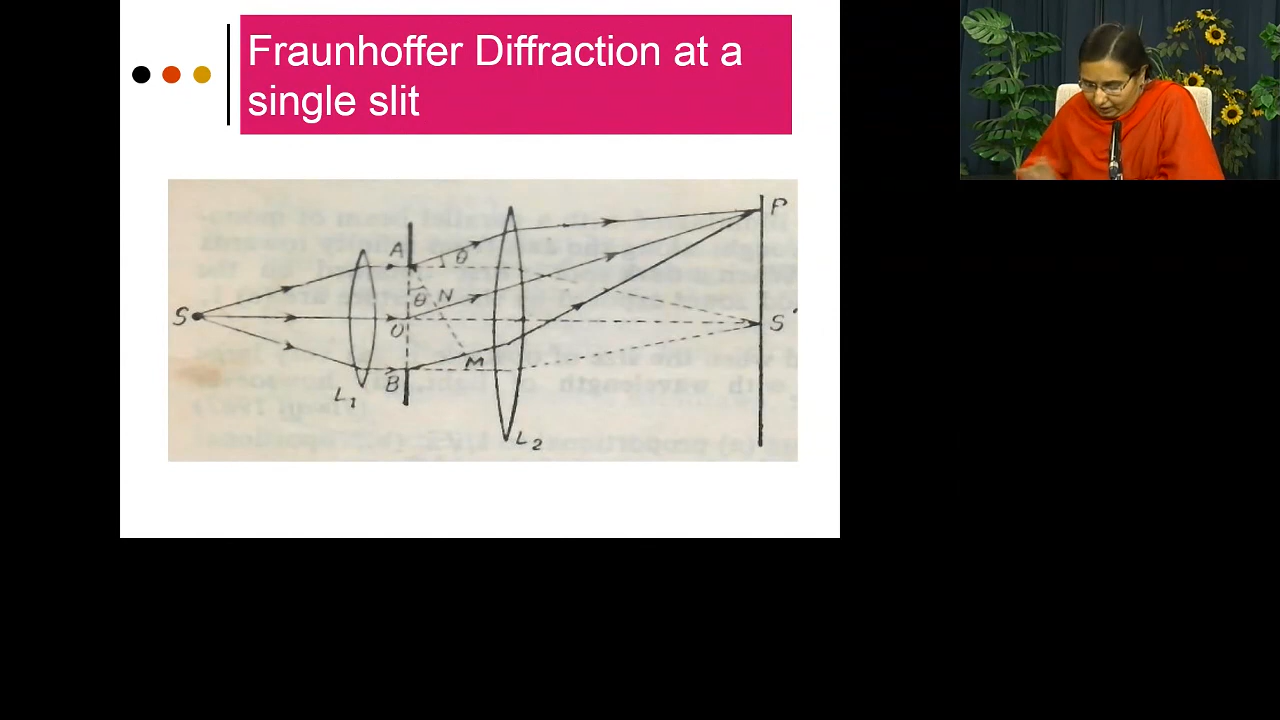 Fraunhoffer Diffraction at a
single slit
P
A
θ
θ N
S
O
S'
M
B
L1
L2